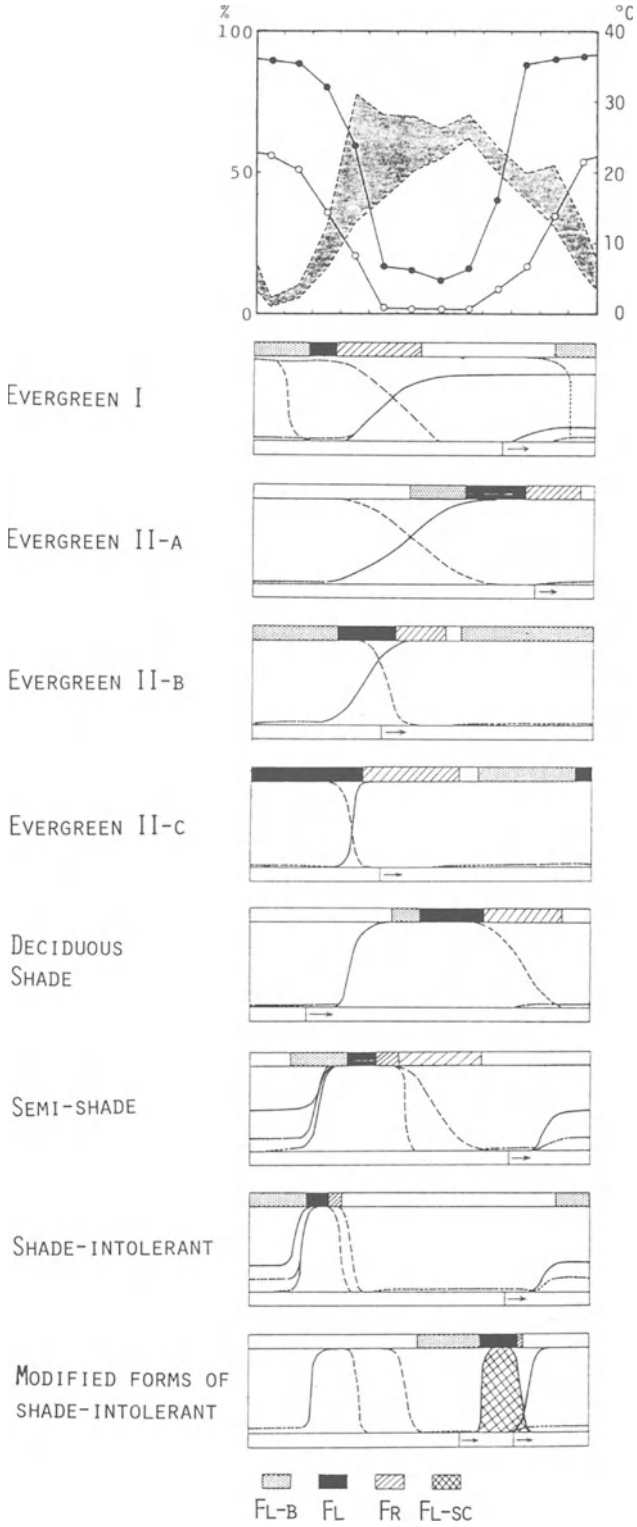 % °C
100 40
30
50 20
10
0 0
EVERGREEN I
EVERGREEN II-A
EVERGREEN II-B
EVERGREEN II-C
DECIDUOUS
SHADE
SEMI-SHADE
SHADE-INTOLERANT
MODIFIED FORMS OF
SHADE-INTOLERANT
FL-B FL FR FL-SC